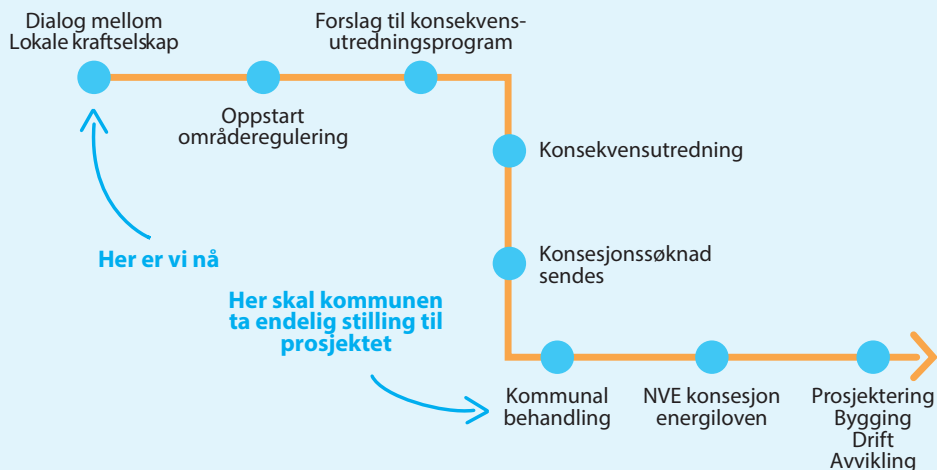 Dialog mellom
Lokale kraftselskap
Forslag til konsekvens-
utredningsprogram
Oppstart
områderegulering
Konsekvensutredning
Her er vi nå
Konsesjonssøknad
sendes
Her skal kommunen
ta endelig stilling til
prosjektet
Kommunal
behandling
NVE konsesjon
energiloven
Prosjektering
Bygging
Drift
Avvikling